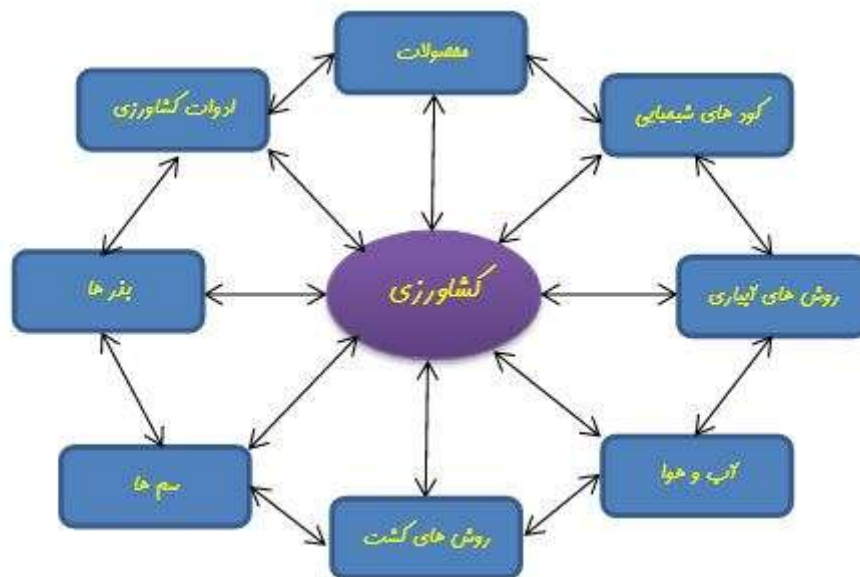 محصولات
ادوات کشاورزی
کود های شیمیایی
کشاورزی
بذر ها
روش های آبیاری
سم ها
آب و هوا
روش های کشت